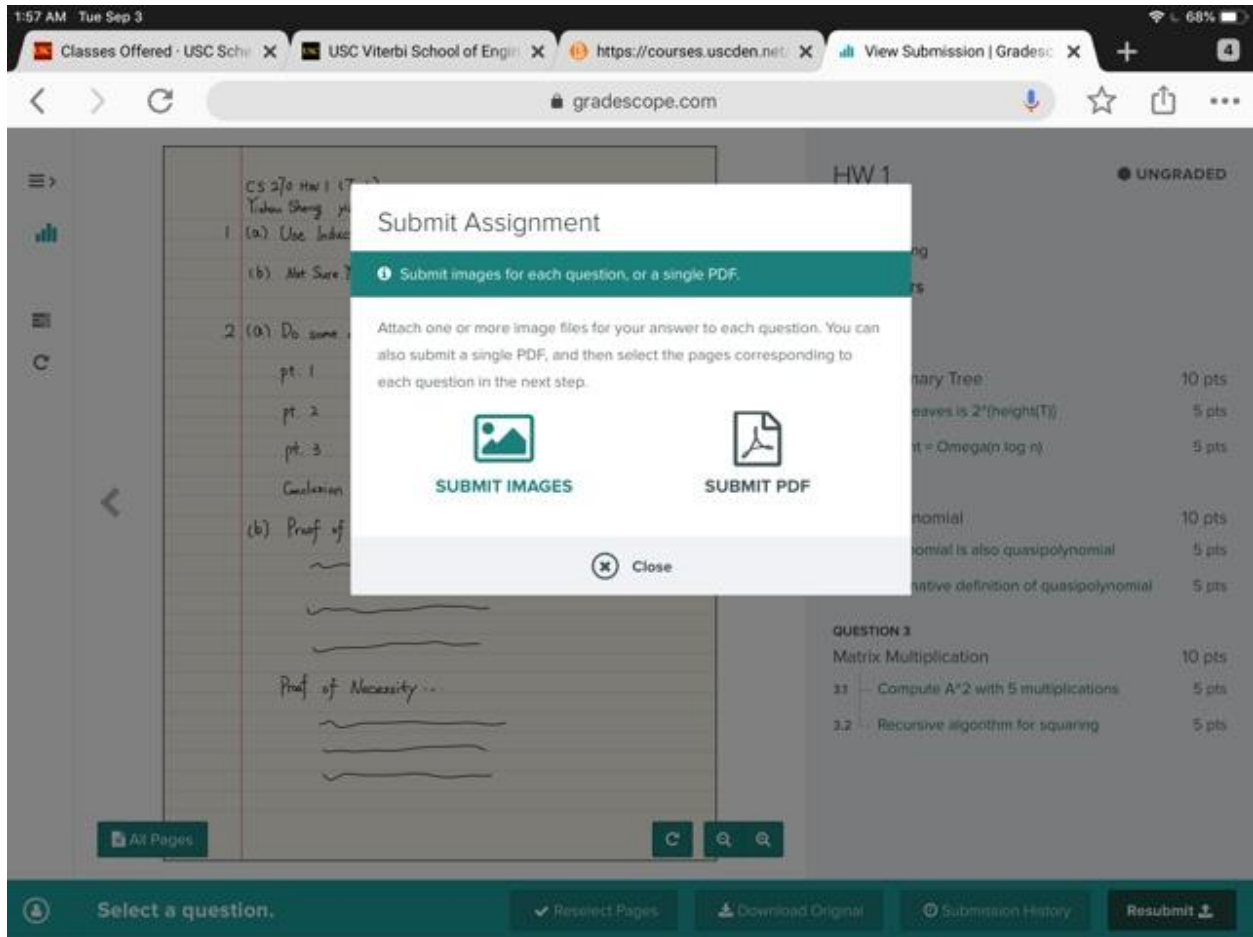 1:57 AM Tue Sep 3
68%
Classes Offered · USC Sche
USC Viterbi School of Engi
https://courses.uscden.net/
View Submission | Gradesc
4
gradescope.com
CS 270 HW 1
1 (a) Use Induc
(b) Not Sure ?
2 (a) Do some
pt. 1
pt. 2
pt. 3
Conclusion
(b) Proof of
Proof of Necessity ..
Submit Assignment
Submit images for each question, or a single PDF.
Attach one or more image files for your answer to each question. You can
also submit a single PDF, and then select the pages corresponding to
each question in the next step.
SUBMIT IMAGES
SUBMIT PDF
Close
HW 1
UNGRADED
ng
rs
nary Tree 10 pts
eaves is 2^(height(T)) 5 pts
nt = Omega(n log n) 5 pts
nomial 10 pts
omial is also quasipolynomial 5 pts
native definition of quasipolynomial 5 pts
QUESTION 3
Matrix Multiplication 10 pts
3.1 Compute A^2 with 5 multiplications 5 pts
3.2 Recursive algorithm for squaring 5 pts
All Pages
Select a question.
Reselect Pages
Download Original
Submission History
Resubmit